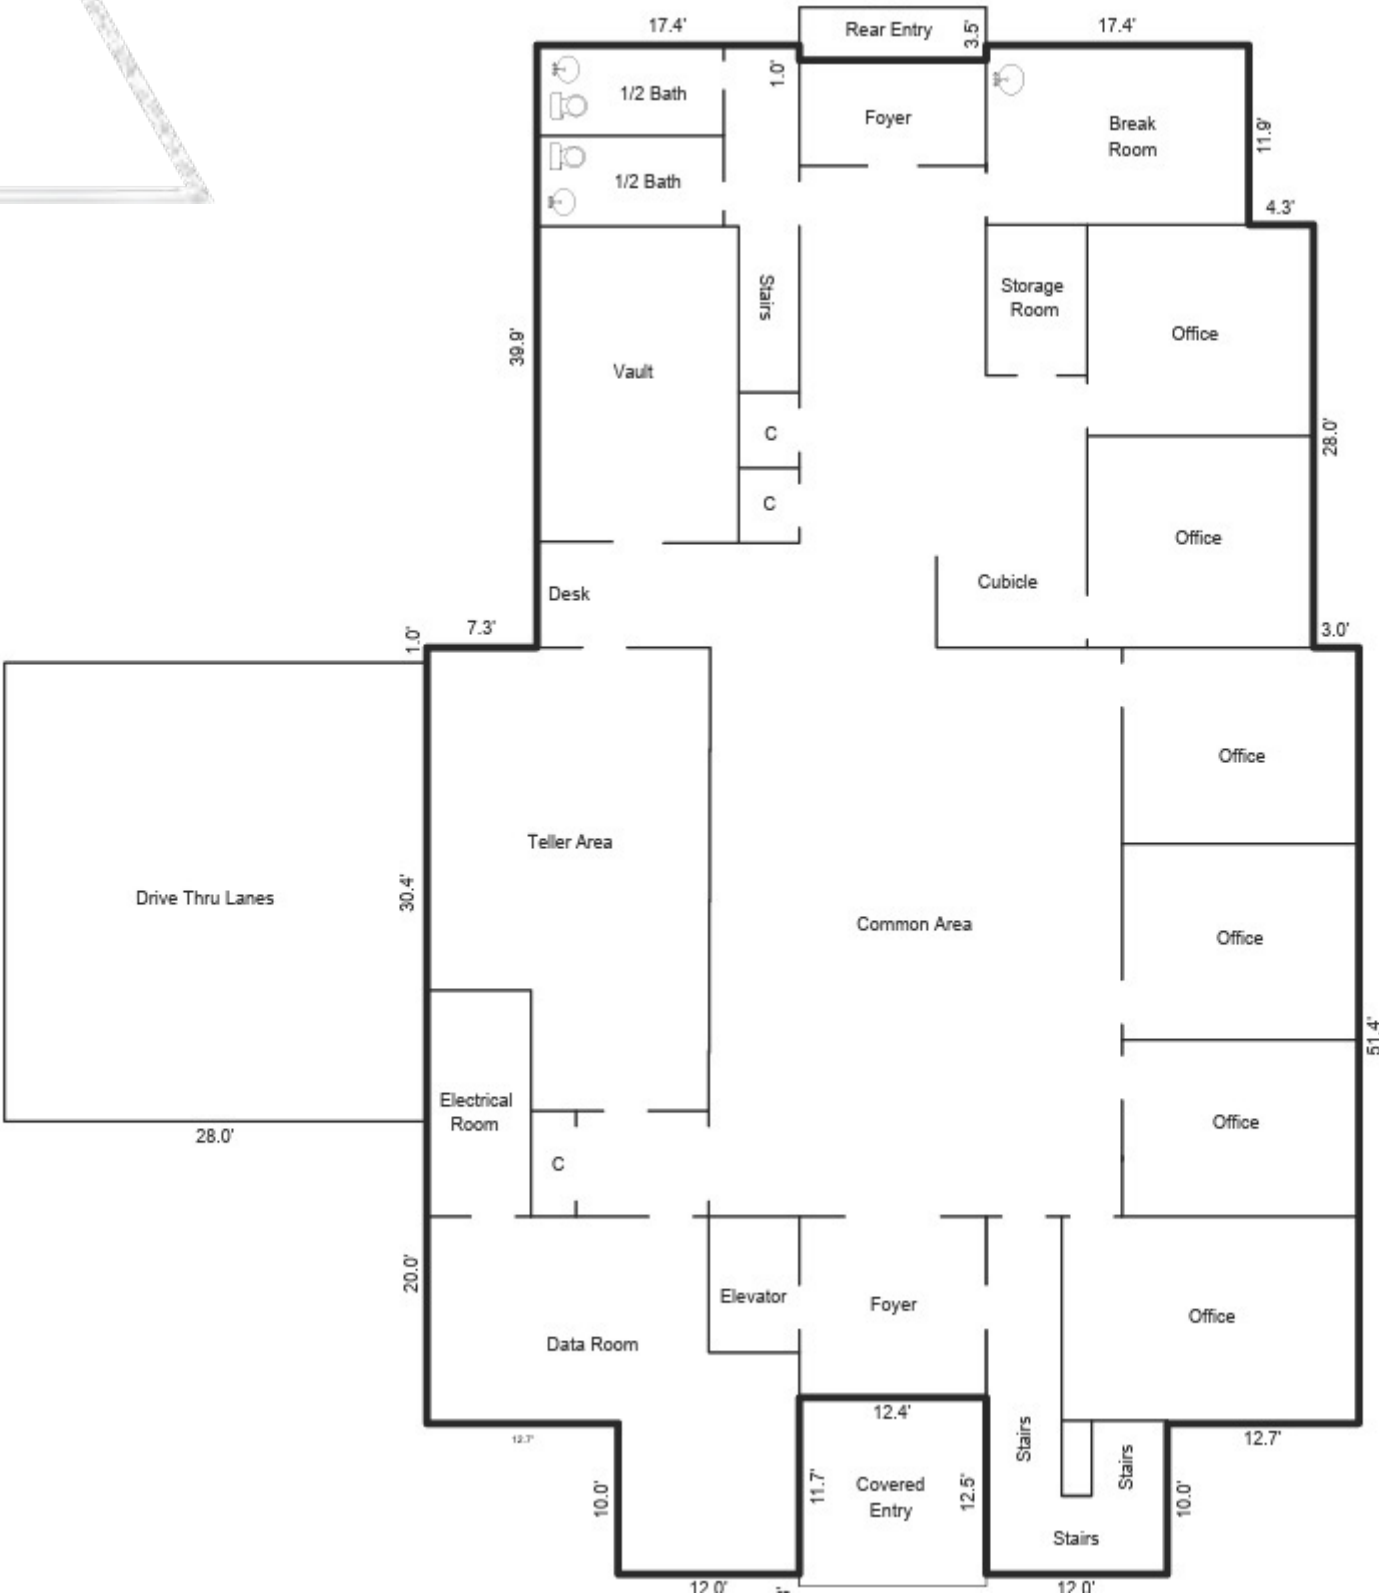 17.4'
Rear Entry
3.5'
17.4'
1.0'
1/2 Bath
Foyer
Break
Room
11.9'
1/2 Bath
4.3'
Stairs
Storage
Room
Office
39.9'
Vault
C
28.0'
C
Office
Desk
Cubicle
1.0'
7.3'
3.0'
Office
Teller Area
Drive Thru Lanes
30.4'
Common Area
Office
51.4'
Electrical
Room
Office
28.0'
C
20.0'
Elevator
Foyer
Office
Data Room
12.4'
12.7'
12.7'
10.0'
11.7'
Covered
Entry
12.5'
Stairs
Stairs
10.0'
Stairs
12.0'
12.0'